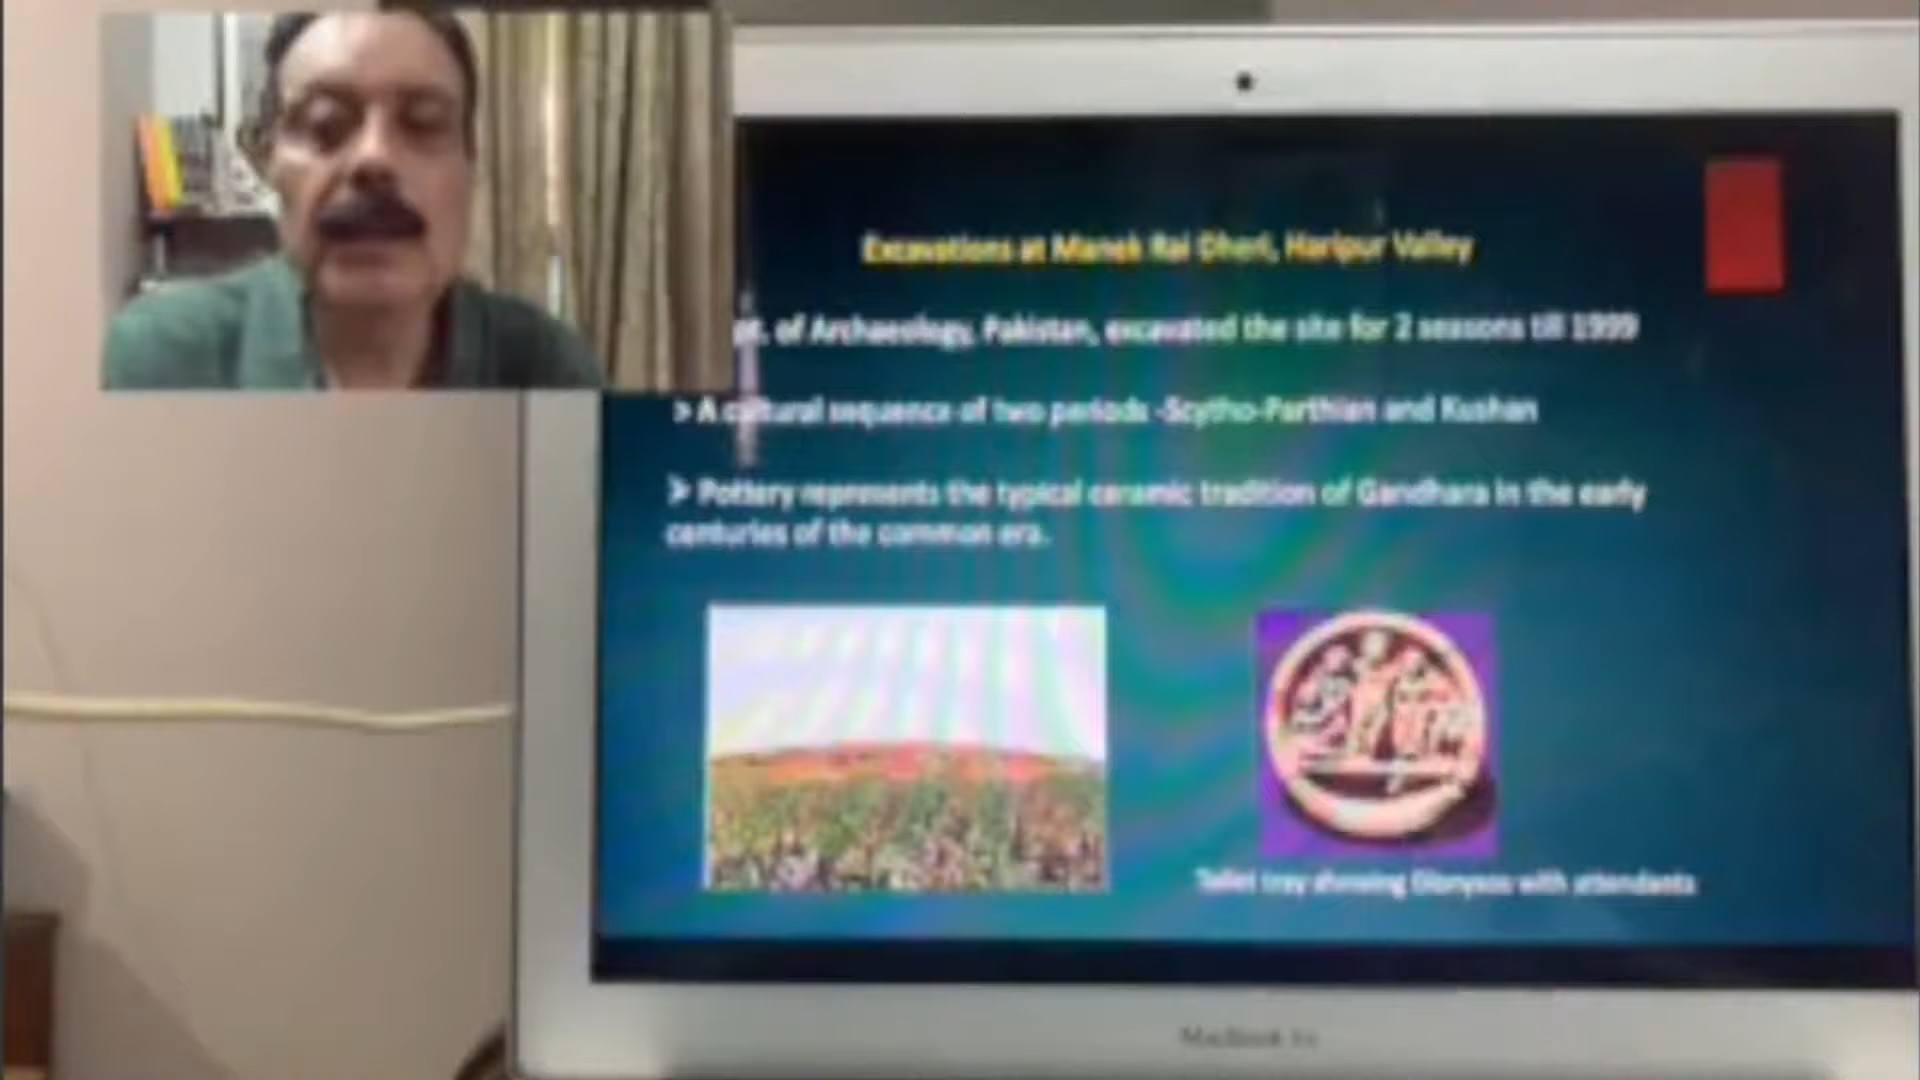 Excavations at Manek Rai Dheri, Haripur Valley
pt. of Archaeology, Pakistan, excavated the site for 2 seasons till 1999
> A cultural sequence of two periods -Scytho-Parthian and Kushan
➤ Pottery represents the typical ceramic tradition of Gandhara in the early
centuries of the common era.
Toilet tray showing Dionysos with attendants
MacBook